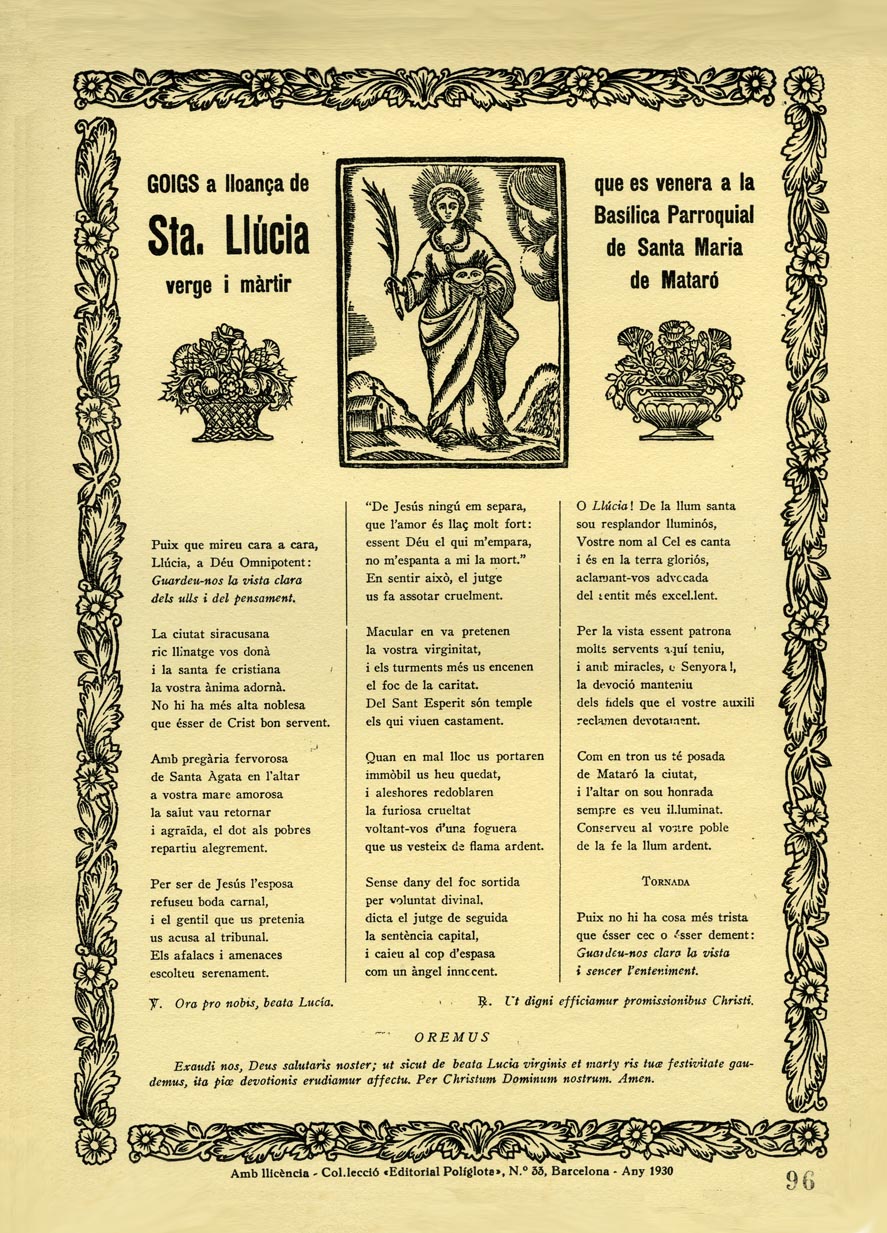 GOIGS a lloança de
Sta. Llúcia
verge i màrtir
que es venera a la
Basílica Parroquial
de Santa Maria
de Mataró
Puix que mireu cara a cara,
Llúcia, a Déu Omnipotent:
Guardeu-nos la vista clara
dels ulls i del pensament.
La ciutat siracusana
ric llinatge vos donà
i la santa fe cristiana
la vostra ànima adornà.
No hi ha més alta noblesa
que ésser de Crist bon servent.
Amb pregària fervorosa
de Santa Àgata en l'altar
a vostra mare amorosa
la salut vau retornar
i agraïda, el dot als pobres
repartiu alegrement.
Per ser de Jesús l'esposa
refuseu boda carnal,
i el gentil que us pretenia
us acusa al tribunal.
Els afalacs i amenaces
escolteu serenament.
"De Jesús ningú em separa,
que l'amor és llaç molt fort:
essent Déu el qui m'empara,
no m'espanta a mi la mort."
En sentir això, el jutge
us fa assotar cruelment.
Macular en va pretenen
la vostra virginitat,
i els turments més us encenen
el foc de la caritat.
Del Sant Esperit són temple
els qui viuen castament.
Quan en mal lloc us portaren
immòbil us heu quedat,
i aleshores redoblaren
la furiosa crueltat
voltant-vos d'una foguera
que us vesteix de flama ardent.
Sense dany del foc sortida
per voluntat divinal,
dicta el jutge de seguida
la sentència capital,
i caieu al cop d'espasa
com un àngel innocent.
O Llúcia! De la llum santa
sou resplandor lluminós,
Vostre nom al Cel es canta
i és en la terra gloriós,
aclamant-vos advocada
del sentit més excel.lent.
Per la vista essent patrona
molts servents aquí teniu,
i amb miracles, o Senyora!,
la devoció manteniu
dels fidels que el vostre auxili
reclamen devotament.
Com en tron us té posada
de Mataró la ciutat,
i l'altar on sou honrada
sempre es veu il.luminat.
Conserveu al vostre poble
de la fe la llum ardent.
TORNADA
Puix no hi ha cosa més trista
que ésser cec o ésser dement:
Guardeu-nos clara la vista
i sencer l'enteniment.
℣. Ora pro nobis, beata Lucía.
℟. Ut digni efficiamur promissionibus Christi.
OREMUS
Exaudi nos, Deus salutaris noster; ut sicut de beata Lucia virginis et marty ris tuæ festivitate gau-
demus, ita piæ devotionis erudiamur affectu. Per Christum Dominum nostrum. Amen.
Amb llicència - Col.lecció «Editorial Políglota», N.º 33, Barcelona - Any 1930
96